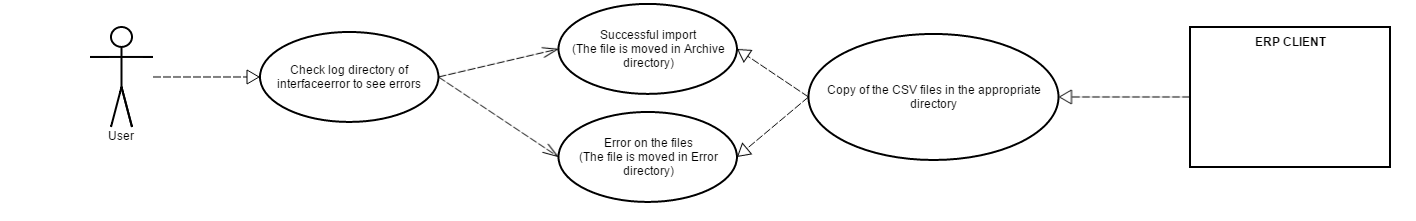 User
Check log directory of
interfaceerror to see errors
Successful import
(The file is moved in Archive
directory)
Error on the files
(The file is moved in Error
directory)
Copy of the CSV files in the appropriate
directory
ERP CLIENT